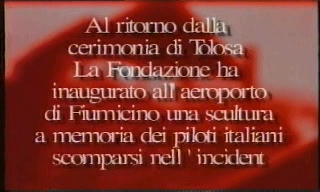 Al ritorno dalla
cerimonia di Tolosa
La Fondazione ha
inaugurato all'aeroporto
di Fiumicino una scultura
a memoria dei piloti italiani
scomparsi nell'incident